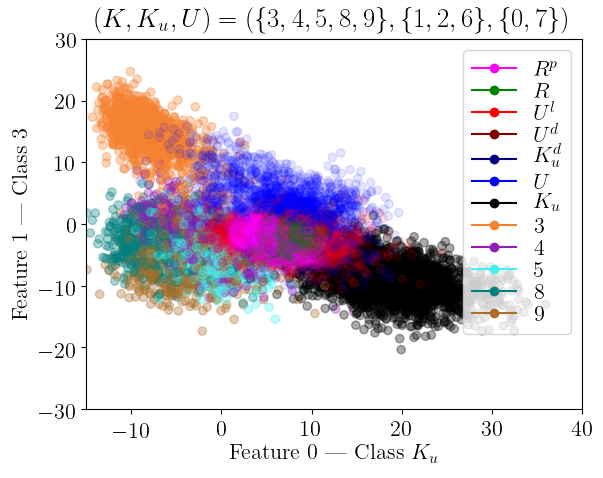 (K, K_u, U) = ({3, 4, 5, 8, 9}, {1, 2, 6}, {0, 7})
30
20
10
0
−10
−20
−30
Feature 1 — Class 3
R^p
R
U^l
U^d
K_u^d
U
K_u
3
4
5
8
9
−10
0
10
20
30
40
Feature 0 — Class K_u